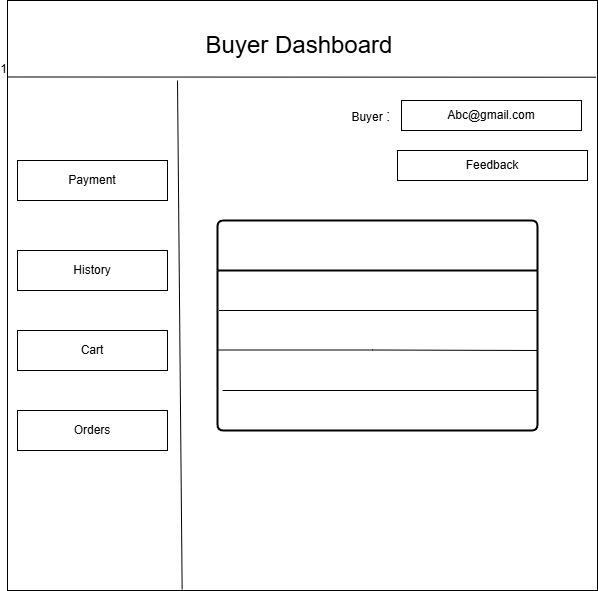 Buyer Dashboard
1
Buyer :
Abc@gmail.com
Feedback
Payment
History
Cart
Orders